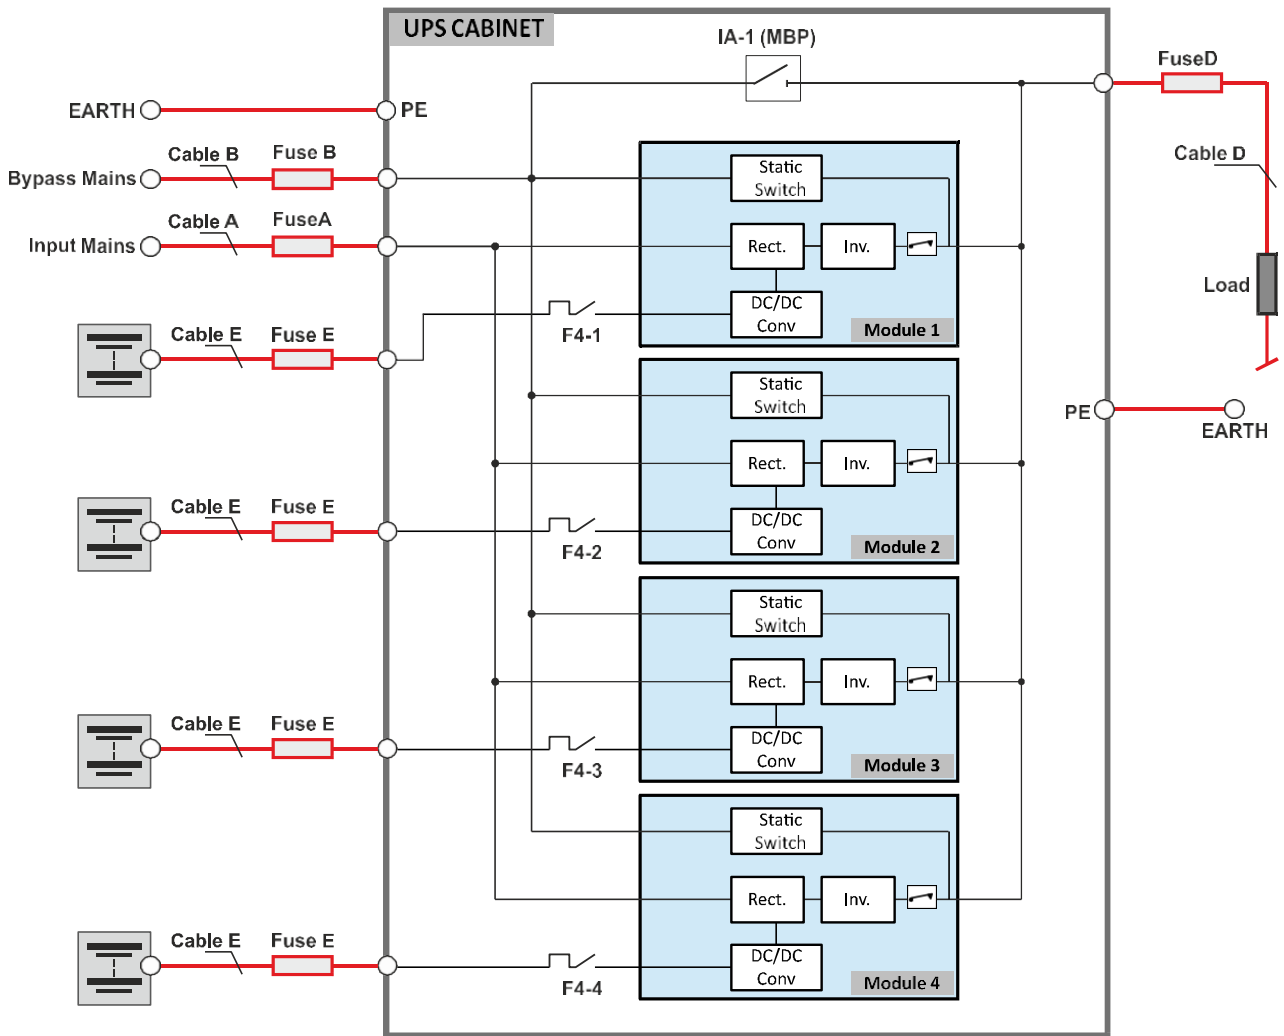 UPS CABINET
IA-1 (MBP)
FuseD
EARTH
PE
Cable B
Fuse B
Bypass Mains
Cable A
FuseA
Input Mains
Static
Switch
Rect.
Inv.
DC/DC
Conv
Module 1
Cable D
Load
Cable E
Fuse E
F4-1
Static
Switch
Rect.
Inv.
DC/DC
Conv
Module 2
PE
EARTH
Cable E
Fuse E
F4-2
Static
Switch
Rect.
Inv.
DC/DC
Conv
Module 3
Cable E
Fuse E
F4-3
Static
Switch
Rect.
Inv.
DC/DC
Conv
Module 4
Cable E
Fuse E
F4-4